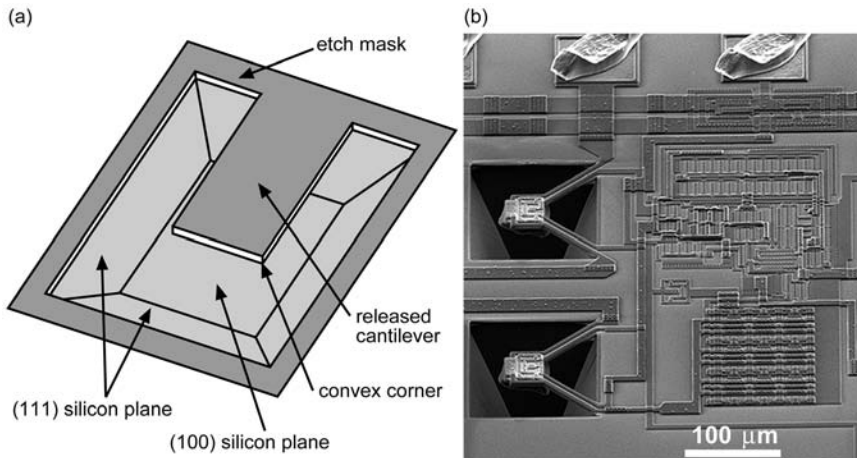 (a)
etch mask
released
cantilever
convex corner
(111) silicon plane
(100) silicon plane
(b)
100 µm